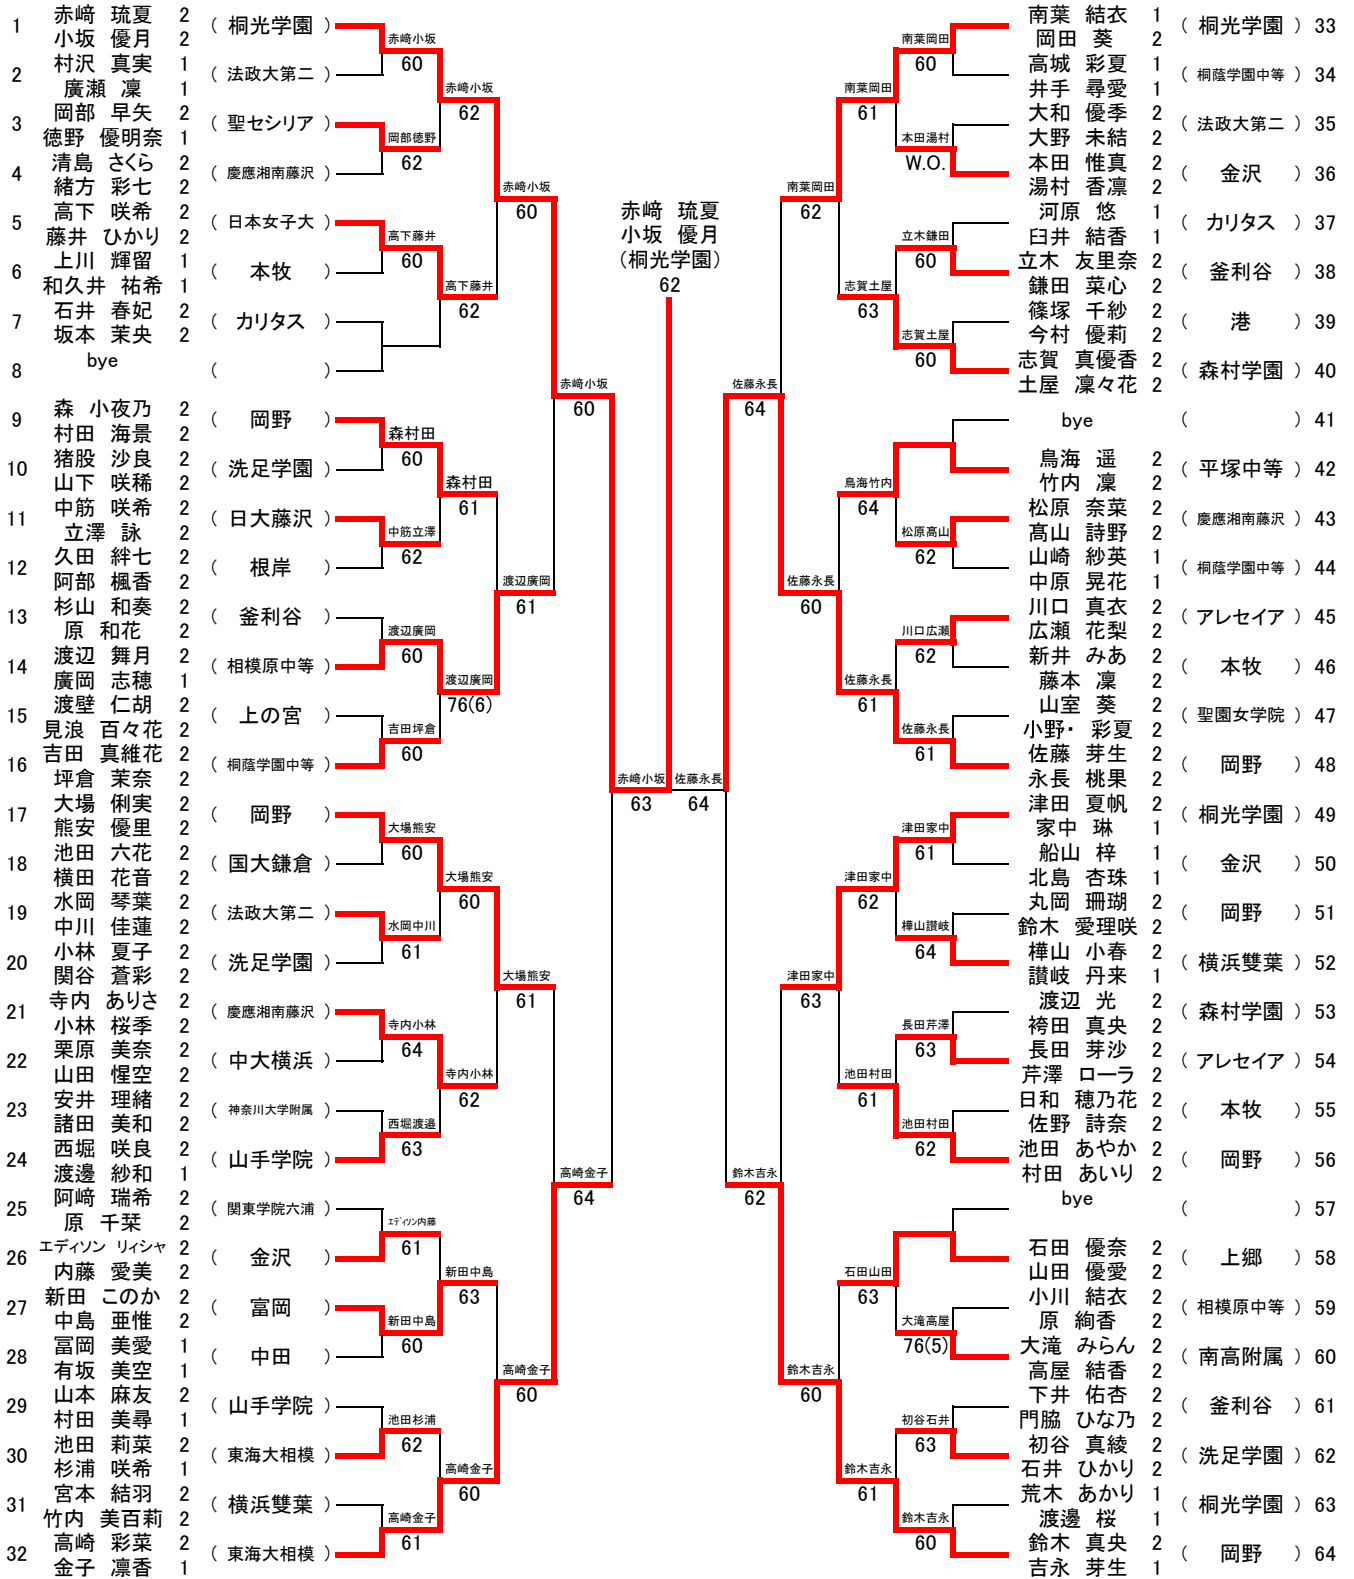 1 赤﨑 琉夏 2 小坂 優月 2 ( 桐光学園 )
2 村沢 真実 1 廣瀬 凜 1 ( 法政大第二 )
3 岡部 早矢 2 徳野 優明奈 1 ( 聖セシリア )
4 清島 さくら 2 緒方 彩七 2 ( 慶應湘南藤沢 )
5 高下 咲希 2 藤井 ひかり 2 ( 日本女子大 )
6 上川 輝留 1 和久井 祐希 1 ( 本牧 )
7 石井 春妃 2 坂本 茉央 2 ( カリタス )
8 bye ( )
9 森 小夜乃 2 村田 海景 2 ( 岡野 )
10 猪股 沙良 2 山下 咲稀 2 ( 洗足学園 )
11 中筋 咲希 2 立澤 詠 2 ( 日大藤沢 )
12 久田 絆七 2 阿部 楓香 2 ( 根岸 )
13 杉山 和奏 2 原 和花 2 ( 釜利谷 )
14 渡辺 舞月 2 廣岡 志穂 1 ( 相模原中等 )
15 渡壁 仁胡 2 見浪 百々花 2 ( 上の宮 )
16 吉田 真維花 2 坪倉 茉奈 2 ( 桐蔭学園中等 )
17 大場 俐実 2 熊安 優里 2 ( 岡野 )
18 池田 六花 2 横田 花音 2 ( 国大鎌倉 )
19 水岡 琴葉 2 中川 佳蓮 2 ( 法政大第二 )
20 小林 夏子 2 関谷 蒼彩 2 ( 洗足学園 )
21 寺内 ありさ 2 小林 桜季 2 ( 慶應湘南藤沢 )
22 栗原 美奈 2 山田 惺空 2 ( 中大横浜 )
23 安井 理緒 2 諸田 美和 2 ( 神奈川大学附属 )
24 西堀 咲良 2 渡邊 紗和 1 ( 山手学院 )
25 阿﨑 瑞希 2 原 千栞 2 ( 関東学院六浦 )
26 エディソン リィシャ 2 内藤 愛美 2 ( 金沢 )
27 新田 このか 2 中島 亜惟 2 ( 富岡 )
28 冨岡 美愛 1 有坂 美空 1 ( 中田 )
29 山本 麻友 2 村田 美尋 1 ( 山手学院 )
30 池田 莉菜 2 杉浦 咲希 1 ( 東海大相模 )
31 宮本 結羽 2 竹内 美百莉 2 ( 横浜雙葉 )
32 高崎 彩菜 2 金子 凛香 1 ( 東海大相模 )
赤﨑小坂 60
岡部徳野 62
高下藤井 60
森村田 60
中筋立澤 62
渡辺廣岡 60
吉田坪倉 60
大場熊安 60
水岡中川 61
寺内小林 64
西堀渡邉 63
エディソン内藤 61
新田中島 60
池田杉浦 62
高崎金子 61
赤﨑小坂 62
高下藤井 62
森村田 61
渡辺廣岡 76(6)
大場熊安 60
寺内小林 62
新田中島 63
高崎金子 60
赤﨑小坂 60
渡辺廣岡 61
大場熊安 61
高崎金子 60
赤﨑小坂 60
高崎金子 64
赤﨑小坂 63
赤﨑 琉夏
小坂 優月
(桐光学園)
62
佐藤永長 64
佐藤永長 64
鈴木吉永 62
南葉岡田 62
佐藤永長 60
津田家中 63
鈴木吉永 60
南葉岡田 61
志賀土屋 63
鳥海竹内 64
佐藤永長 61
津田家中 62
池田村田 61
石田山田 63
鈴木吉永 61
南葉岡田 60
本田湯村 W.O.
立木鎌田 60
志賀土屋 60
松原髙山 62
川口広瀬 62
佐藤永長 61
津田家中 61
樺山讃岐 64
長田芹澤 63
池田村田 62
大滝高屋 76(5)
初谷石井 63
鈴木吉永 60
南葉 結衣 1 岡田 葵 2 ( 桐光学園 ) 33
高城 彩夏 1 井手 尋愛 1 ( 桐蔭学園中等 ) 34
大和 優季 2 大野 未結 2 ( 法政大第二 ) 35
本田 惟真 2 湯村 香凛 2 ( 金沢 ) 36
河原 悠 1 臼井 結香 1 ( カリタス ) 37
立木 友里奈 2 鎌田 菜心 2 ( 釜利谷 ) 38
篠塚 千紗 2 今村 優莉 2 ( 港 ) 39
志賀 真優香 2 土屋 凜々花 2 ( 森村学園 ) 40
bye ( ) 41
鳥海 遥 2 竹内 凜 2 ( 平塚中等 ) 42
松原 奈菜 2 髙山 詩野 2 ( 慶應湘南藤沢 ) 43
山崎 紗英 1 中原 晃花 1 ( 桐蔭学園中等 ) 44
川口 真衣 2 広瀬 花梨 2 ( アレセイア ) 45
新井 みあ 2 藤本 凜 2 ( 本牧 ) 46
山室 葵 2 小野・ 彩夏 2 ( 聖園女学院 ) 47
佐藤 芽生 2 永長 桃果 2 ( 岡野 ) 48
津田 夏帆 2 家中 琳 1 ( 桐光学園 ) 49
船山 梓 1 北島 杏珠 1 ( 金沢 ) 50
丸岡 珊瑚 2 鈴木 愛理咲 2 ( 岡野 ) 51
樺山 小春 2 讃岐 丹来 1 ( 横浜雙葉 ) 52
渡辺 光 2 袴田 真央 2 ( 森村学園 ) 53
長田 芽沙 2 芹澤 ローラ 2 ( アレセイア ) 54
日和 穂乃花 2 佐野 詩奈 2 ( 本牧 ) 55
池田 あやか 2 村田 あいり 2 ( 岡野 ) 56
bye ( ) 57
石田 優奈 2 山田 優愛 2 ( 上郷 ) 58
小川 結衣 2 原 絢香 2 ( 相模原中等 ) 59
大滝 みらん 2 高屋 結香 2 ( 南高附属 ) 60
下井 佑杏 2 門脇 ひな乃 2 ( 釜利谷 ) 61
初谷 真綾 2 石井 ひかり 2 ( 洗足学園 ) 62
荒木 あかり 1 渡邊 桜 1 ( 桐光学園 ) 63
鈴木 真央 2 吉永 芽生 1 ( 岡野 ) 64